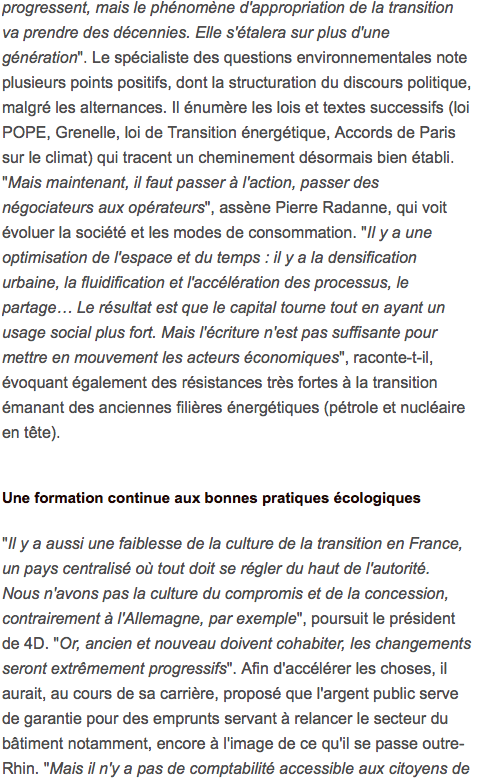 progressent, mais le phénomène d'appropriation de la transition
va prendre des décennies. Elle s'étalera sur plus d'une
génération". Le spécialiste des questions environnementales note
plusieurs points positifs, dont la structuration du discours politique,
malgré les alternances. Il énumère les lois et textes successifs (loi
POPE, Grenelle, loi de Transition énergétique, Accords de Paris
sur le climat) qui tracent un cheminement désormais bien établi.
"Mais maintenant, il faut passer à l'action, passer des
négociateurs aux opérateurs", assène Pierre Radanne, qui voit
évoluer la société et les modes de consommation. "Il y a une
optimisation de l'espace et du temps : il y a la densification
urbaine, la fluidification et l'accélération des processus, le
partage… Le résultat est que le capital tourne tout en ayant un
usage social plus fort. Mais l'écriture n'est pas suffisante pour
mettre en mouvement les acteurs économiques", raconte-t-il,
évoquant également des résistances très fortes à la transition
émanant des anciennes filières énergétiques (pétrole et nucléaire
en tête).
Une formation continue aux bonnes pratiques écologiques
"Il y a aussi une faiblesse de la culture de la transition en France,
un pays centralisé où tout doit se régler du haut de l'autorité.
Nous n'avons pas la culture du compromis et de la concession,
contrairement à l'Allemagne, par exemple", poursuit le président
de 4D. "Or, ancien et nouveau doivent cohabiter, les changements
seront extrêmement progressifs". Afin d'accélérer les choses, il
aurait, au cours de sa carrière, proposé que l'argent public serve
de garantie pour des emprunts servant à relancer le secteur du
bâtiment notamment, encore à l'image de ce qu'il se passe outre-
Rhin. "Mais il n'y a pas de comptabilité accessible aux citoyens de